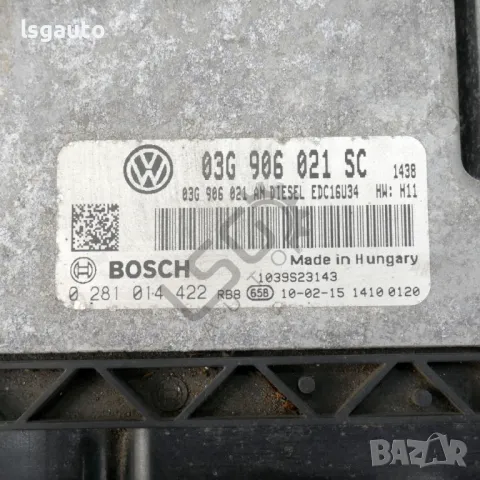 lsgauto
03G 906 021 SC 1438
03G 906 021 AM DIESEL EDC16U34 HW: H11
Made in Hungary
BOSCH
1039S23143
0 281 014 422 RB8 658 10-02-15 1410 0120
BAZAR